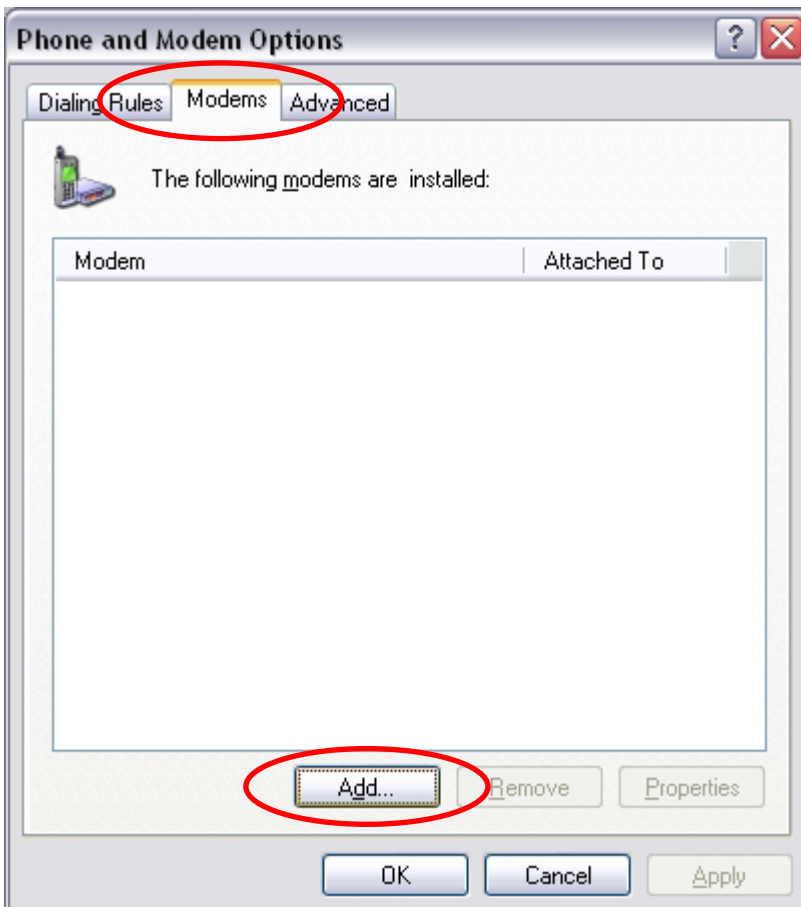 Phone and Modem Options
Dialing Rules Modems Advanced
The following modems are installed:
Modem Attached To
Add... Remove Properties
OK Cancel Apply